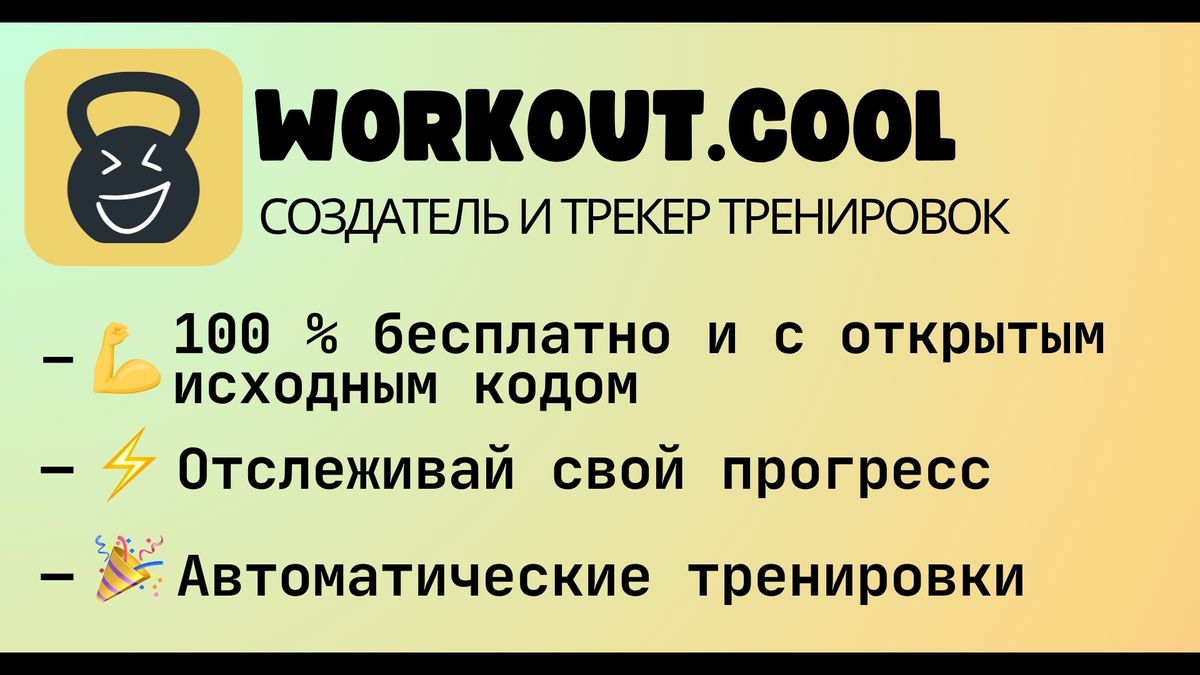 WORKOUT.COOL
СОЗДАТЕЛЬ И ТРЕКЕР ТРЕНИРОВОК
– 💪 100 % бесплатно и с открытым
исходным кодом
– ⚡ Отслеживай свой прогресс
– 🎉 Автоматические тренировки